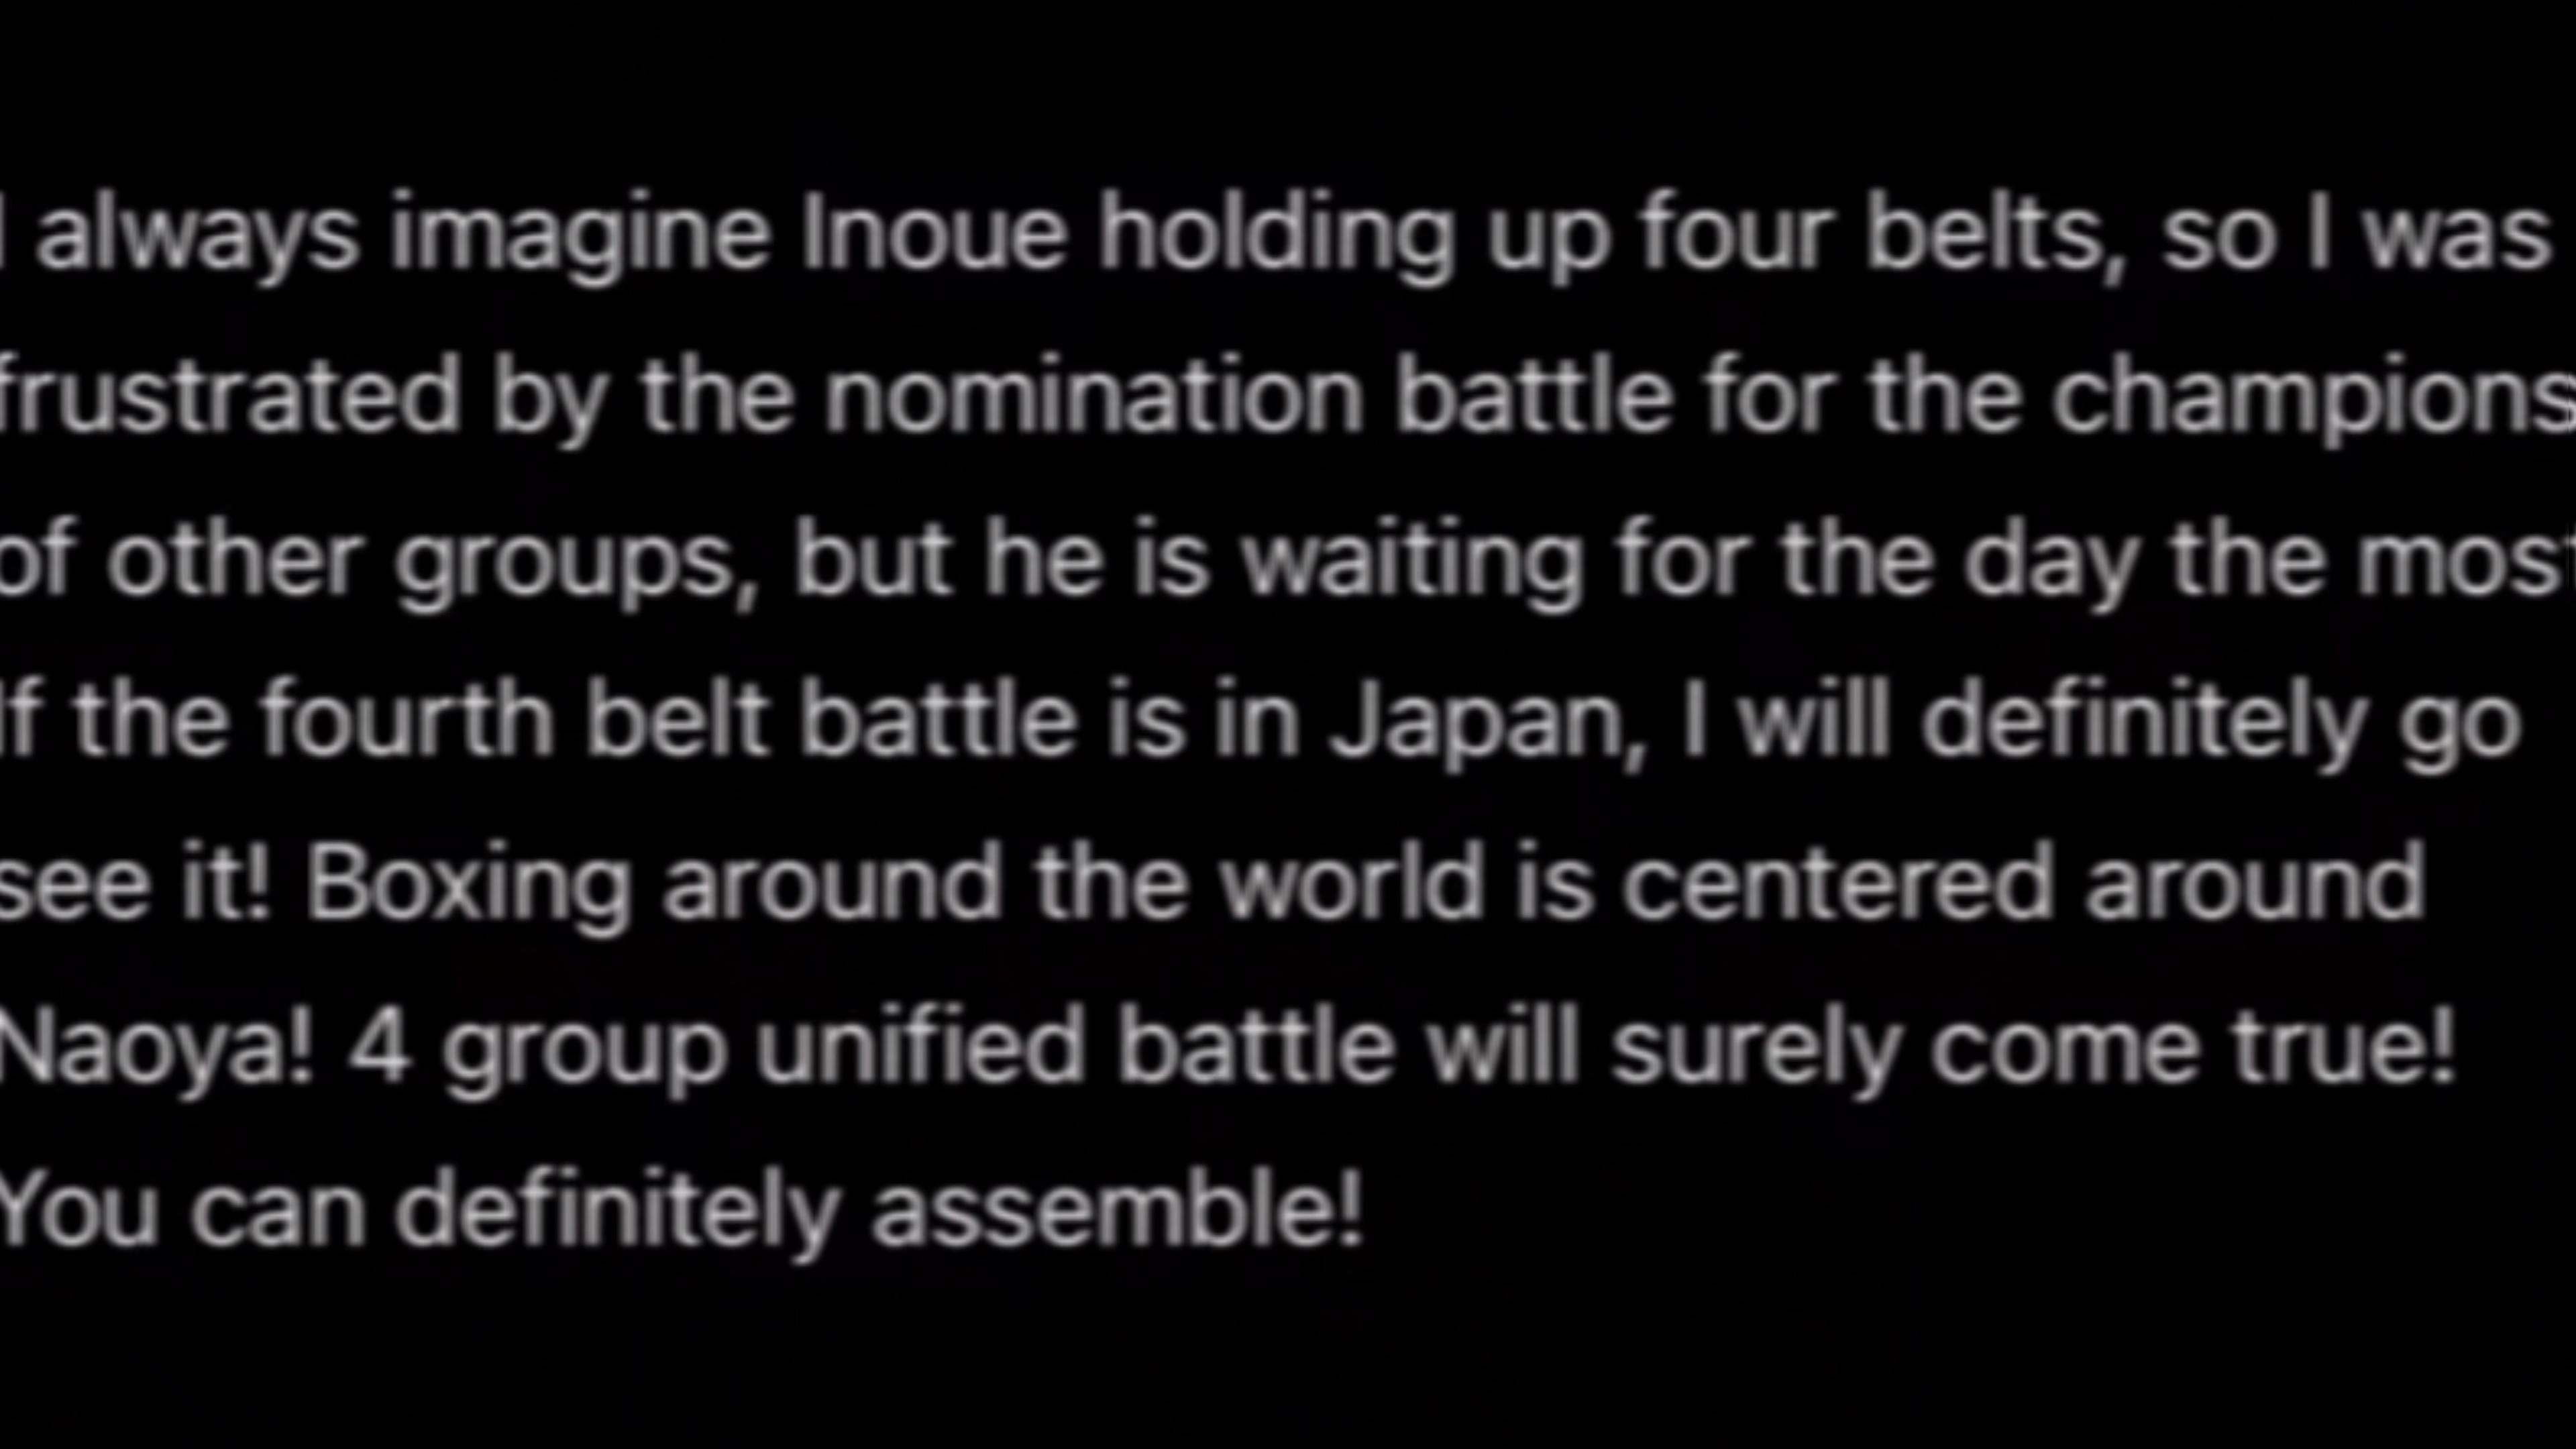 I always imagine Inoue holding up four belts, so I was
frustrated by the nomination battle for the champions
of other groups, but he is waiting for the day the most
If the fourth belt battle is in Japan, I will definitely go
see it! Boxing around the world is centered around
Naoya! 4 group unified battle will surely come true!
You can definitely assemble!